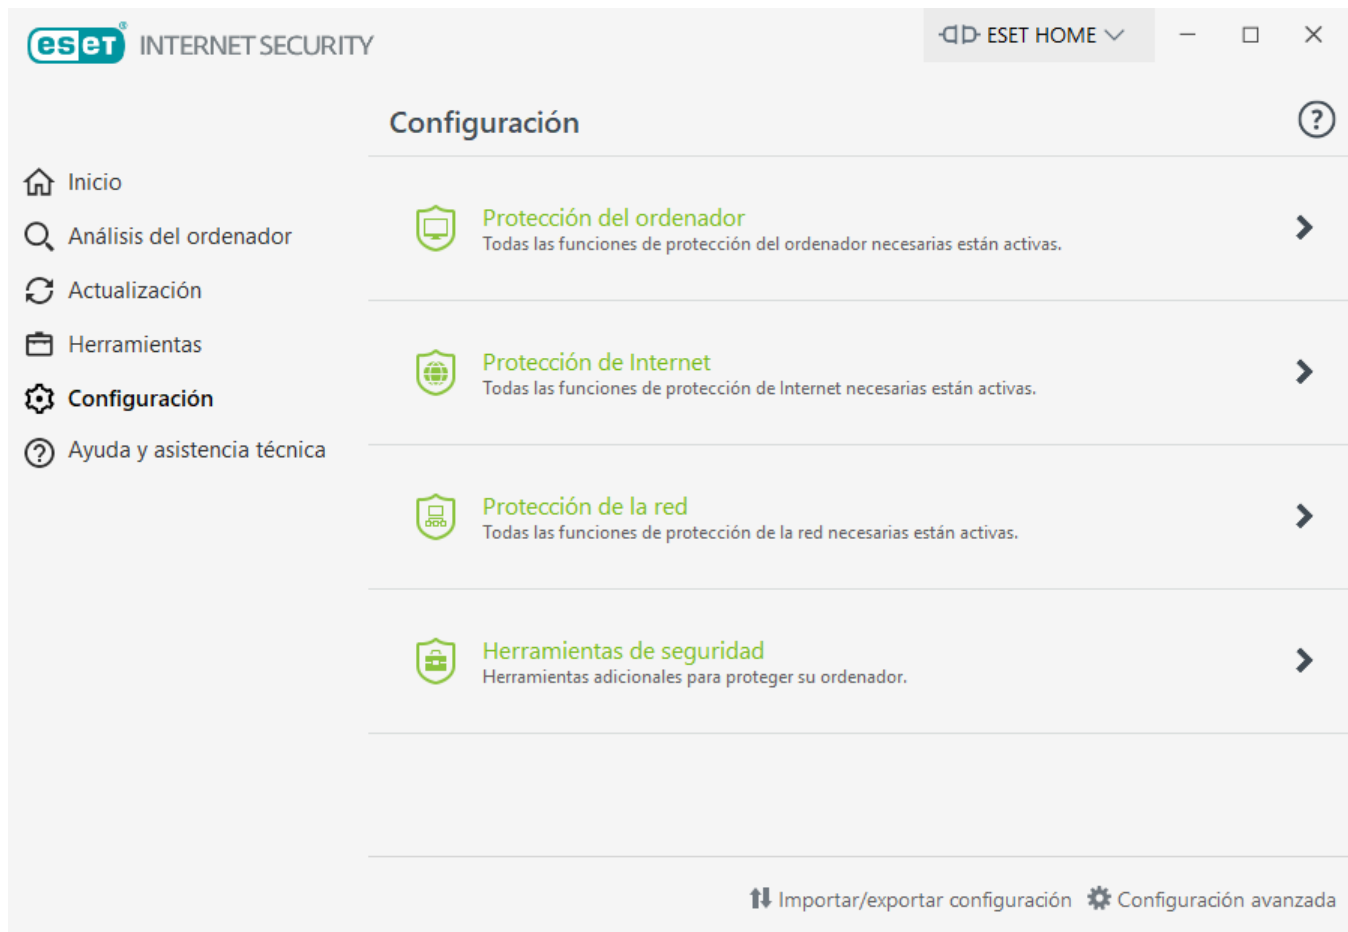 eset® INTERNET SECURITY
ESET HOME
Configuración
?
Inicio
Análisis del ordenador
Actualización
Herramientas
Configuración
Ayuda y asistencia técnica
Protección del ordenador
Todas las funciones de protección del ordenador necesarias están activas.
Protección de Internet
Todas las funciones de protección de Internet necesarias están activas.
Protección de la red
Todas las funciones de protección de la red necesarias están activas.
Herramientas de seguridad
Herramientas adicionales para proteger su ordenador.
Importar/exportar configuración
Configuración avanzada